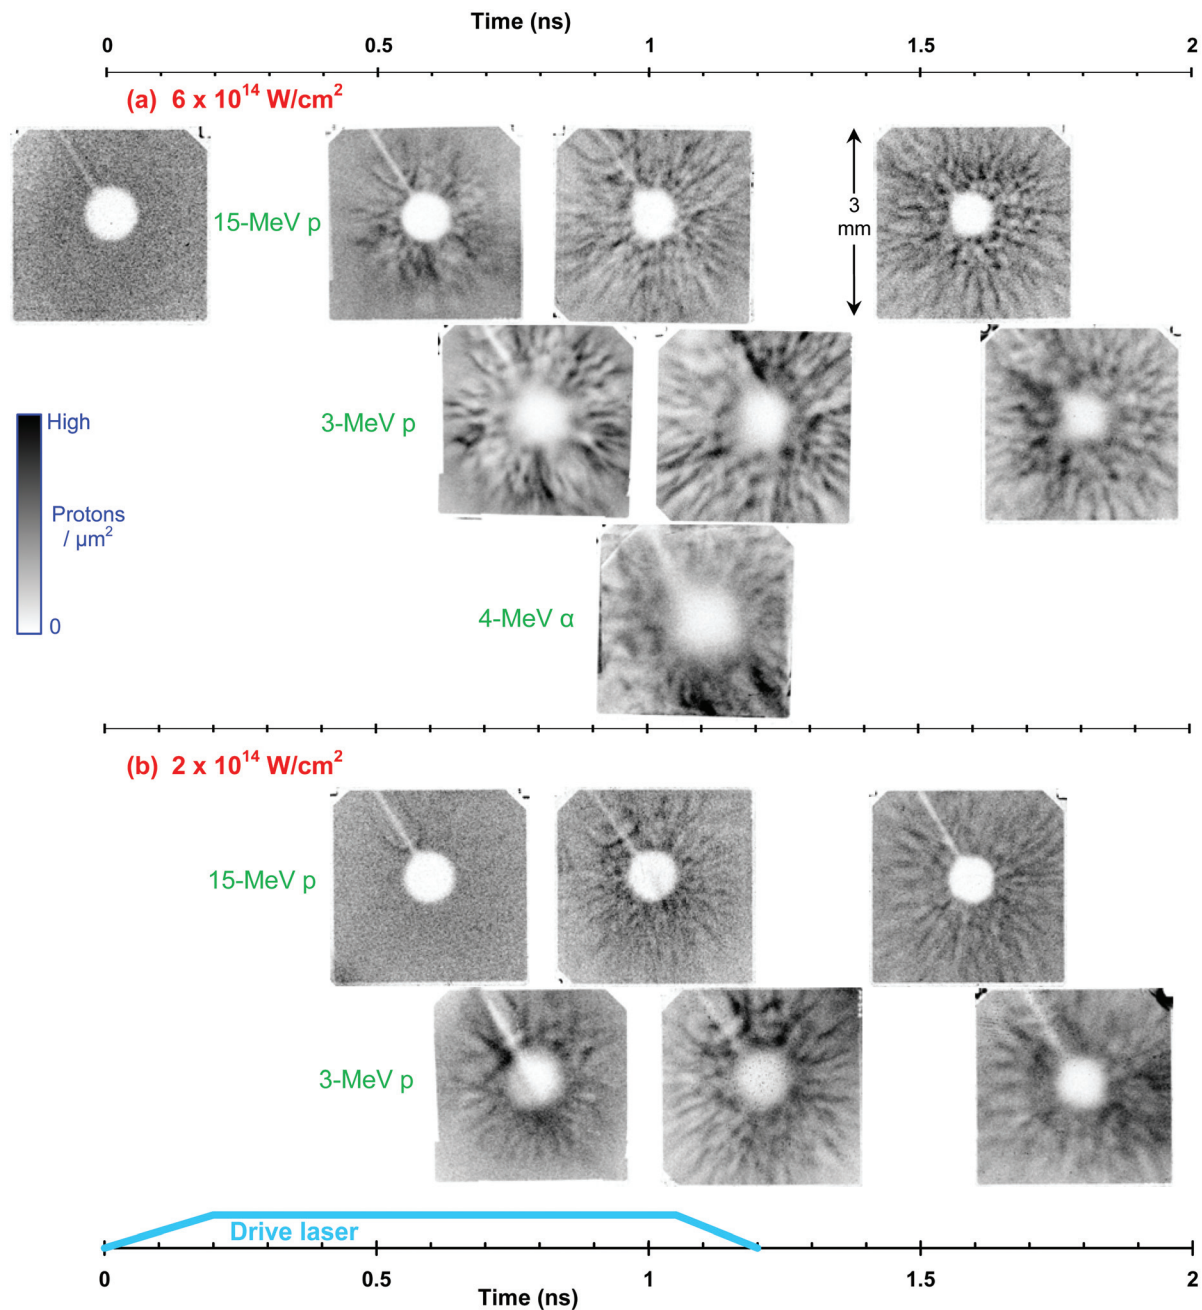 Time (ns)
0 0.5 1 1.5 2
(a) 6 x 10^14 W/cm^2
15-MeV p
3
mm
3-MeV p
High
Protons
/ µm^2
0
4-MeV α
(b) 2 x 10^14 W/cm^2
15-MeV p
3-MeV p
Drive laser
0 0.5 1 1.5 2
Time (ns)